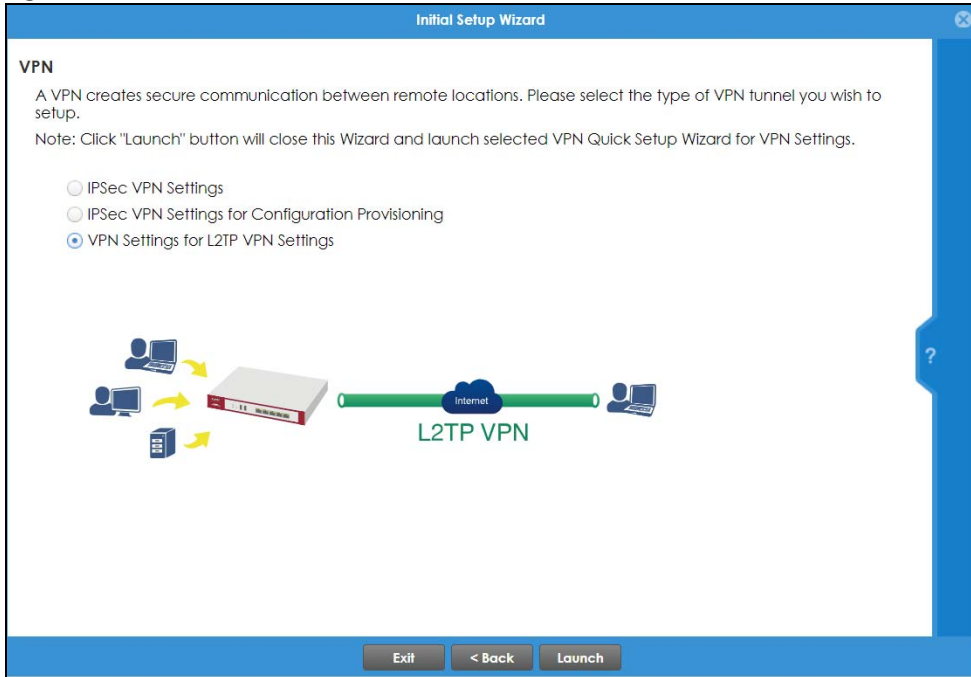 Initial Setup Wizard
VPN
A VPN creates secure communication between remote locations. Please select the type of VPN tunnel you wish to
setup.
Note: Click "Launch" button will close this Wizard and launch selected VPN Quick Setup Wizard for VPN Settings.
IPSec VPN Settings
IPSec VPN Settings for Configuration Provisioning
VPN Settings for L2TP VPN Settings
?
Internet
L2TP VPN
Exit
< Back
Launch